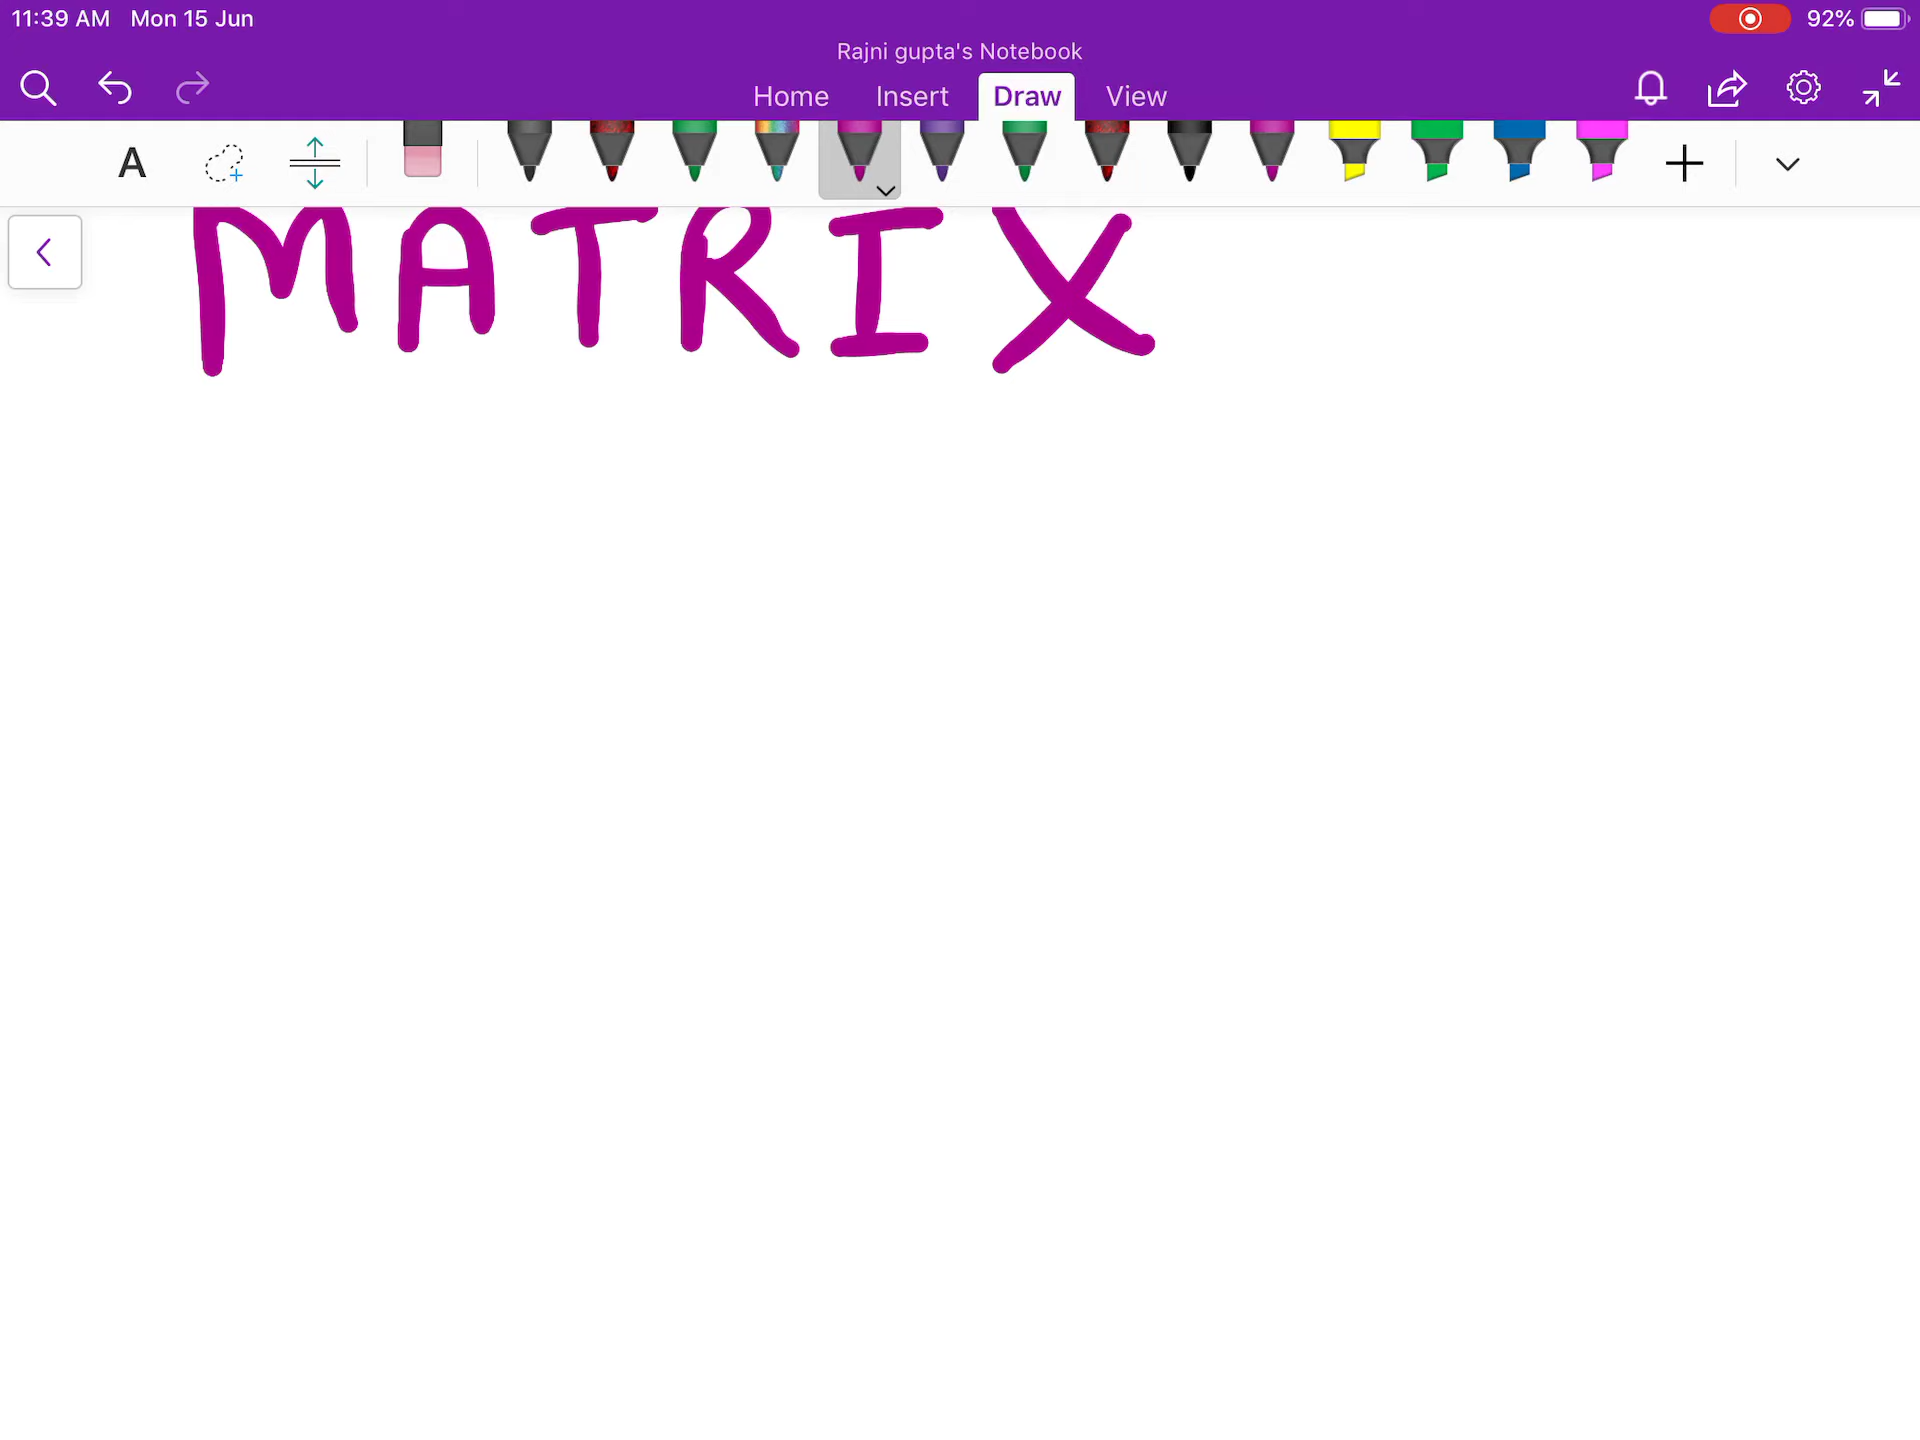 11:39 AM Mon 15 Jun 92%
Rajni gupta's Notebook
Home Insert Draw View
A
MATRIX